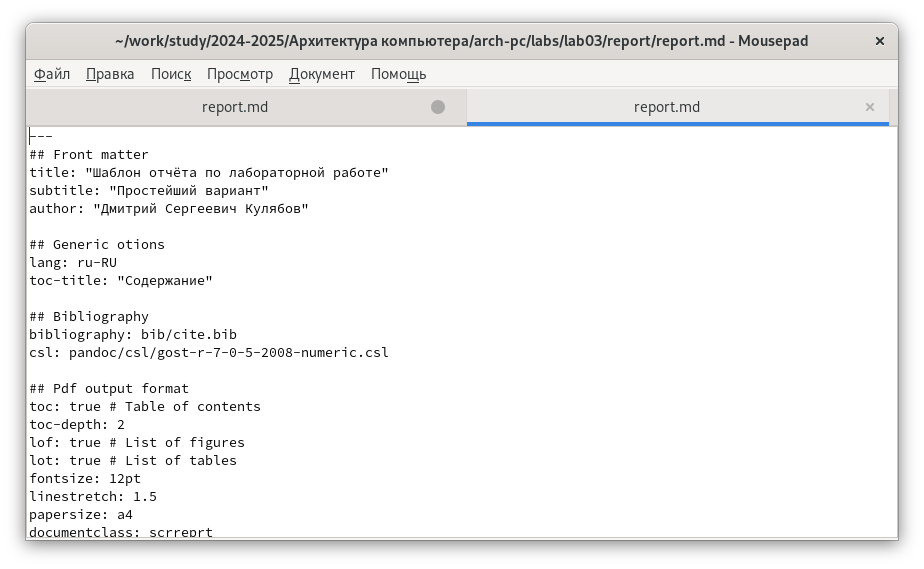 ~/work/study/2024-2025/Архитектура компьютера/arch-pc/labs/lab03/report/report.md - Mousepad
Файл Правка Поиск Просмотр Документ Помощь
report.md report.md
---
## Front matter
title: "Шаблон отчёта по лабораторной работе"
subtitle: "Простейший вариант"
author: "Дмитрий Сергеевич Кулябов"
## Generic otions
lang: ru-RU
toc-title: "Содержание"
## Bibliography
bibliography: bib/cite.bib
csl: pandoc/csl/gost-r-7-0-5-2008-numeric.csl
## Pdf output format
toc: true # Table of contents
toc-depth: 2
lof: true # List of figures
lot: true # List of tables
fontsize: 12pt
linestretch: 1.5
papersize: a4
documentclass: scrreprt